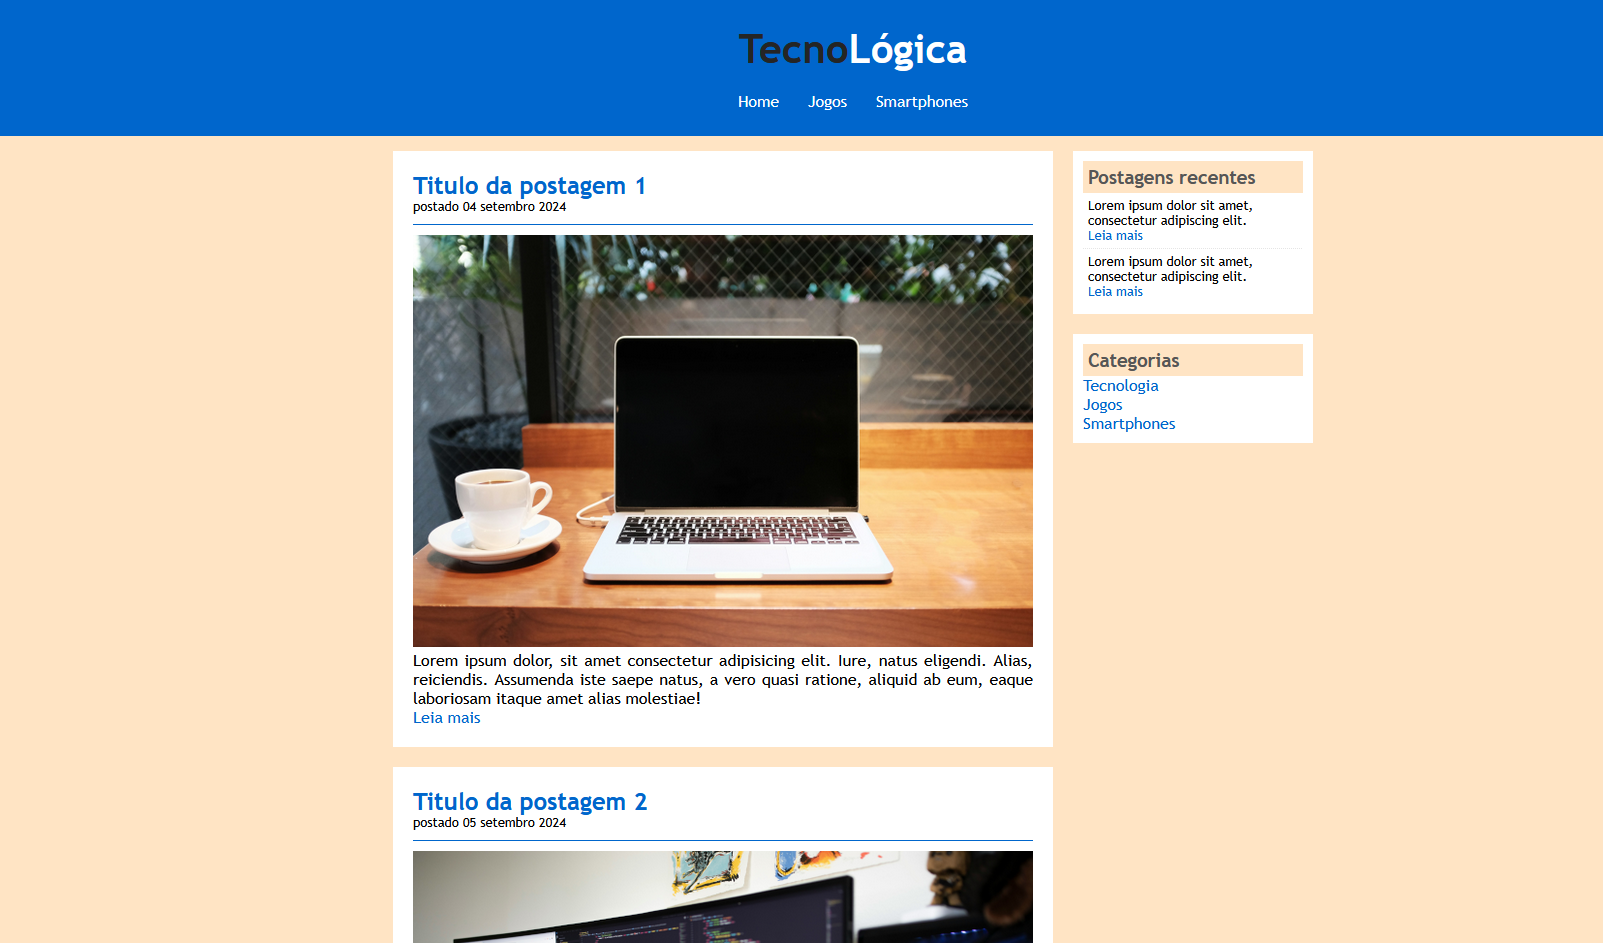 TecnoLógica
Home Jogos Smartphones
Titulo da postagem 1
postado 04 setembro 2024
Lorem ipsum dolor, sit amet consectetur adipisicing elit. Iure, natus eligendi. Alias,
reiciendis. Assumenda iste saepe natus, a vero quasi ratione, aliquid ab eum, eaque
laboriosam itaque amet alias molestiae!
Leia mais
Titulo da postagem 2
postado 05 setembro 2024
Postagens recentes
Lorem ipsum dolor sit amet,
consectetur adipiscing elit.
Leia mais
Lorem ipsum dolor sit amet,
consectetur adipiscing elit.
Leia mais
Categorias
Tecnologia
Jogos
Smartphones